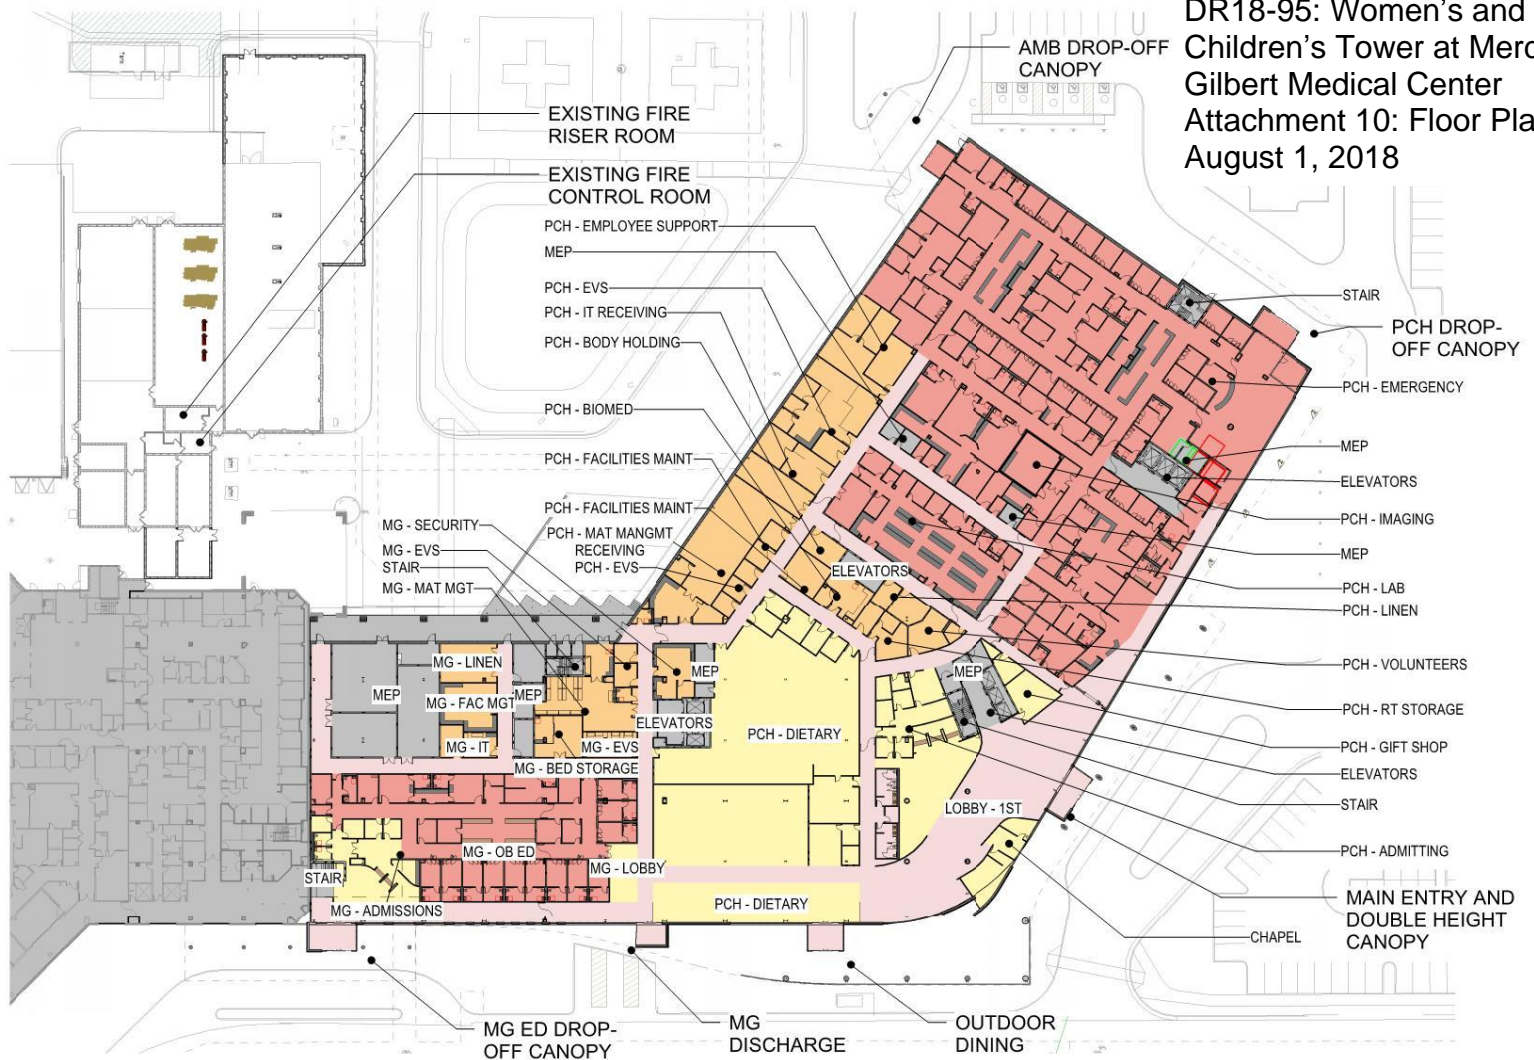 DR18-95: Women's and
Children's Tower at Merc
Gilbert Medical Center
Attachment 10: Floor Pla
August 1, 2018
AMB DROP-OFF
CANOPY
EXISTING FIRE
RISER ROOM
EXISTING FIRE
CONTROL ROOM
PCH - EMPLOYEE SUPPORT
MEP
PCH - EVS
PCH - IT RECEIVING
PCH - BODY HOLDING
PCH - BIOMED
PCH - FACILITIES MAINT
PCH - FACILITIES MAINT
PCH - MAT MANGMT
RECEIVING
PCH - EVS
MG - SECURITY
MG - EVS
STAIR
MG - MAT MGT
STAIR
PCH DROP-
OFF CANOPY
PCH - EMERGENCY
MEP
ELEVATORS
PCH - IMAGING
MEP
PCH - LAB
PCH - LINEN
PCH - VOLUNTEERS
PCH - RT STORAGE
PCH - GIFT SHOP
ELEVATORS
STAIR
PCH - ADMITTING
MAIN ENTRY AND
DOUBLE HEIGHT
CANOPY
CHAPEL
ELEVATORS
MEP
MG - LINEN
MEP
MG - FAC MGT
MEP
MEP
MG - IT
ELEVATORS
MG - EVS
MG - BED STORAGE
PCH - DIETARY
LOBBY - 1ST
MG - OB ED
MG - LOBBY
STAIR
MG - ADMISSIONS
PCH - DIETARY
MG ED DROP-
OFF CANOPY
MG
DISCHARGE
OUTDOOR
DINING